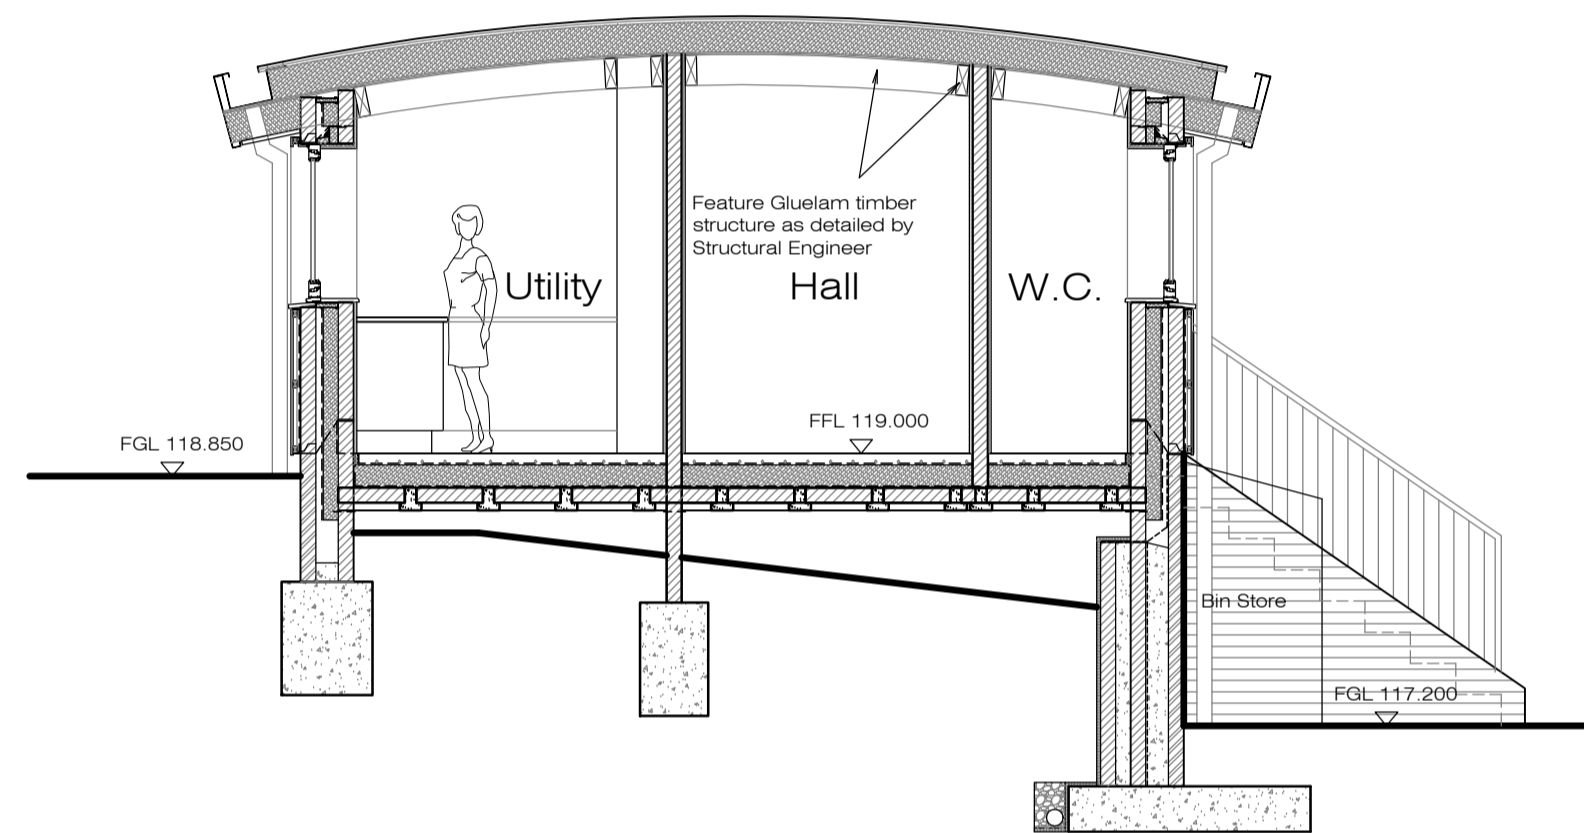 Feature Gluelam timber
structure as detailed by
Structural Engineer
Utility
Hall
W.C.
FFL 119.000
FGL 118.850
Bin Store
FGL 117.200